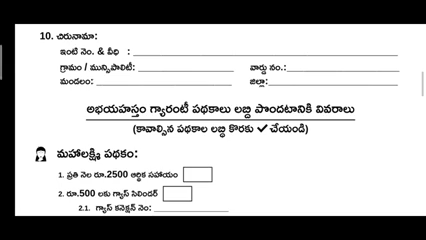 10. చిరునామా:
ఇంటి నెం. & వీధి :
గ్రామం / మున్సిపాలిటీ: వార్డు నం.:
మండలం: జిల్లా:
అభయహస్తం గ్యారంటీ పథకాలు లబ్ది పొందటానికి వివరాలు
(కావాల్సిన పథకాల లబ్ధి కొరకు ✓ చేయండి)
మహాలక్ష్మి పథకం:
1. ప్రతి నెల రూ.2500 ఆర్థిక సహాయం
2. రూ.500 లకు గ్యాస్ సిలిండర్
2.1. గ్యాస్ కనెక్షన్ నెం: